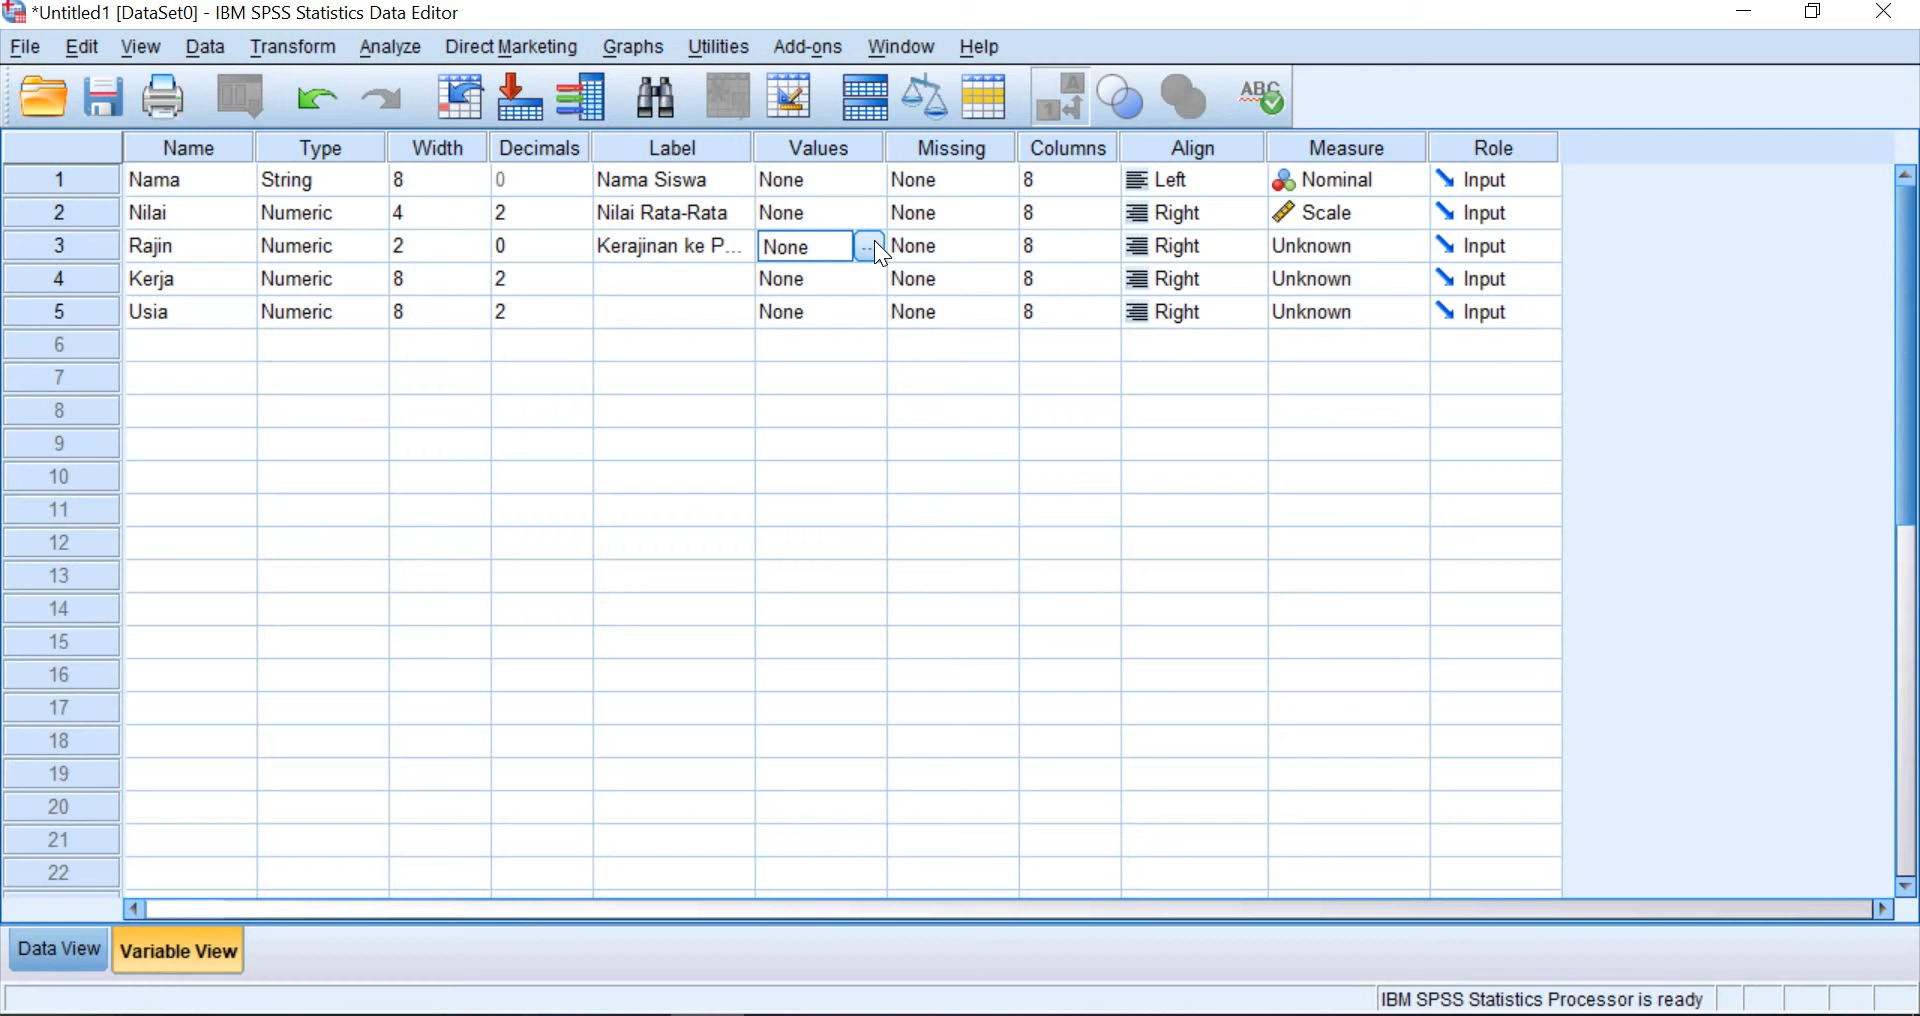 *Untitled1 [DataSet0] - IBM SPSS Statistics Data Editor
File Edit View Data Transform Analyze Direct Marketing Graphs Utilities Add-ons Window Help
A
1
ABC
Name Type Width Decimals Label Values Missing Columns Align Measure Role
1 Nama String 8 0 Nama Siswa None None 8 Left Nominal Input
2 Nilai Numeric 4 2 Nilai Rata-Rata None None 8 Right Scale Input
3 Rajin Numeric 2 0 Kerajinan ke P... None ... None 8 Right Unknown Input
4 Kerja Numeric 8 2 None None 8 Right Unknown Input
5 Usia Numeric 8 2 None None 8 Right Unknown Input
6
7
8
9
10
11
12
13
14
15
16
17
18
19
20
21
22
Data View Variable View
IBM SPSS Statistics Processor is ready